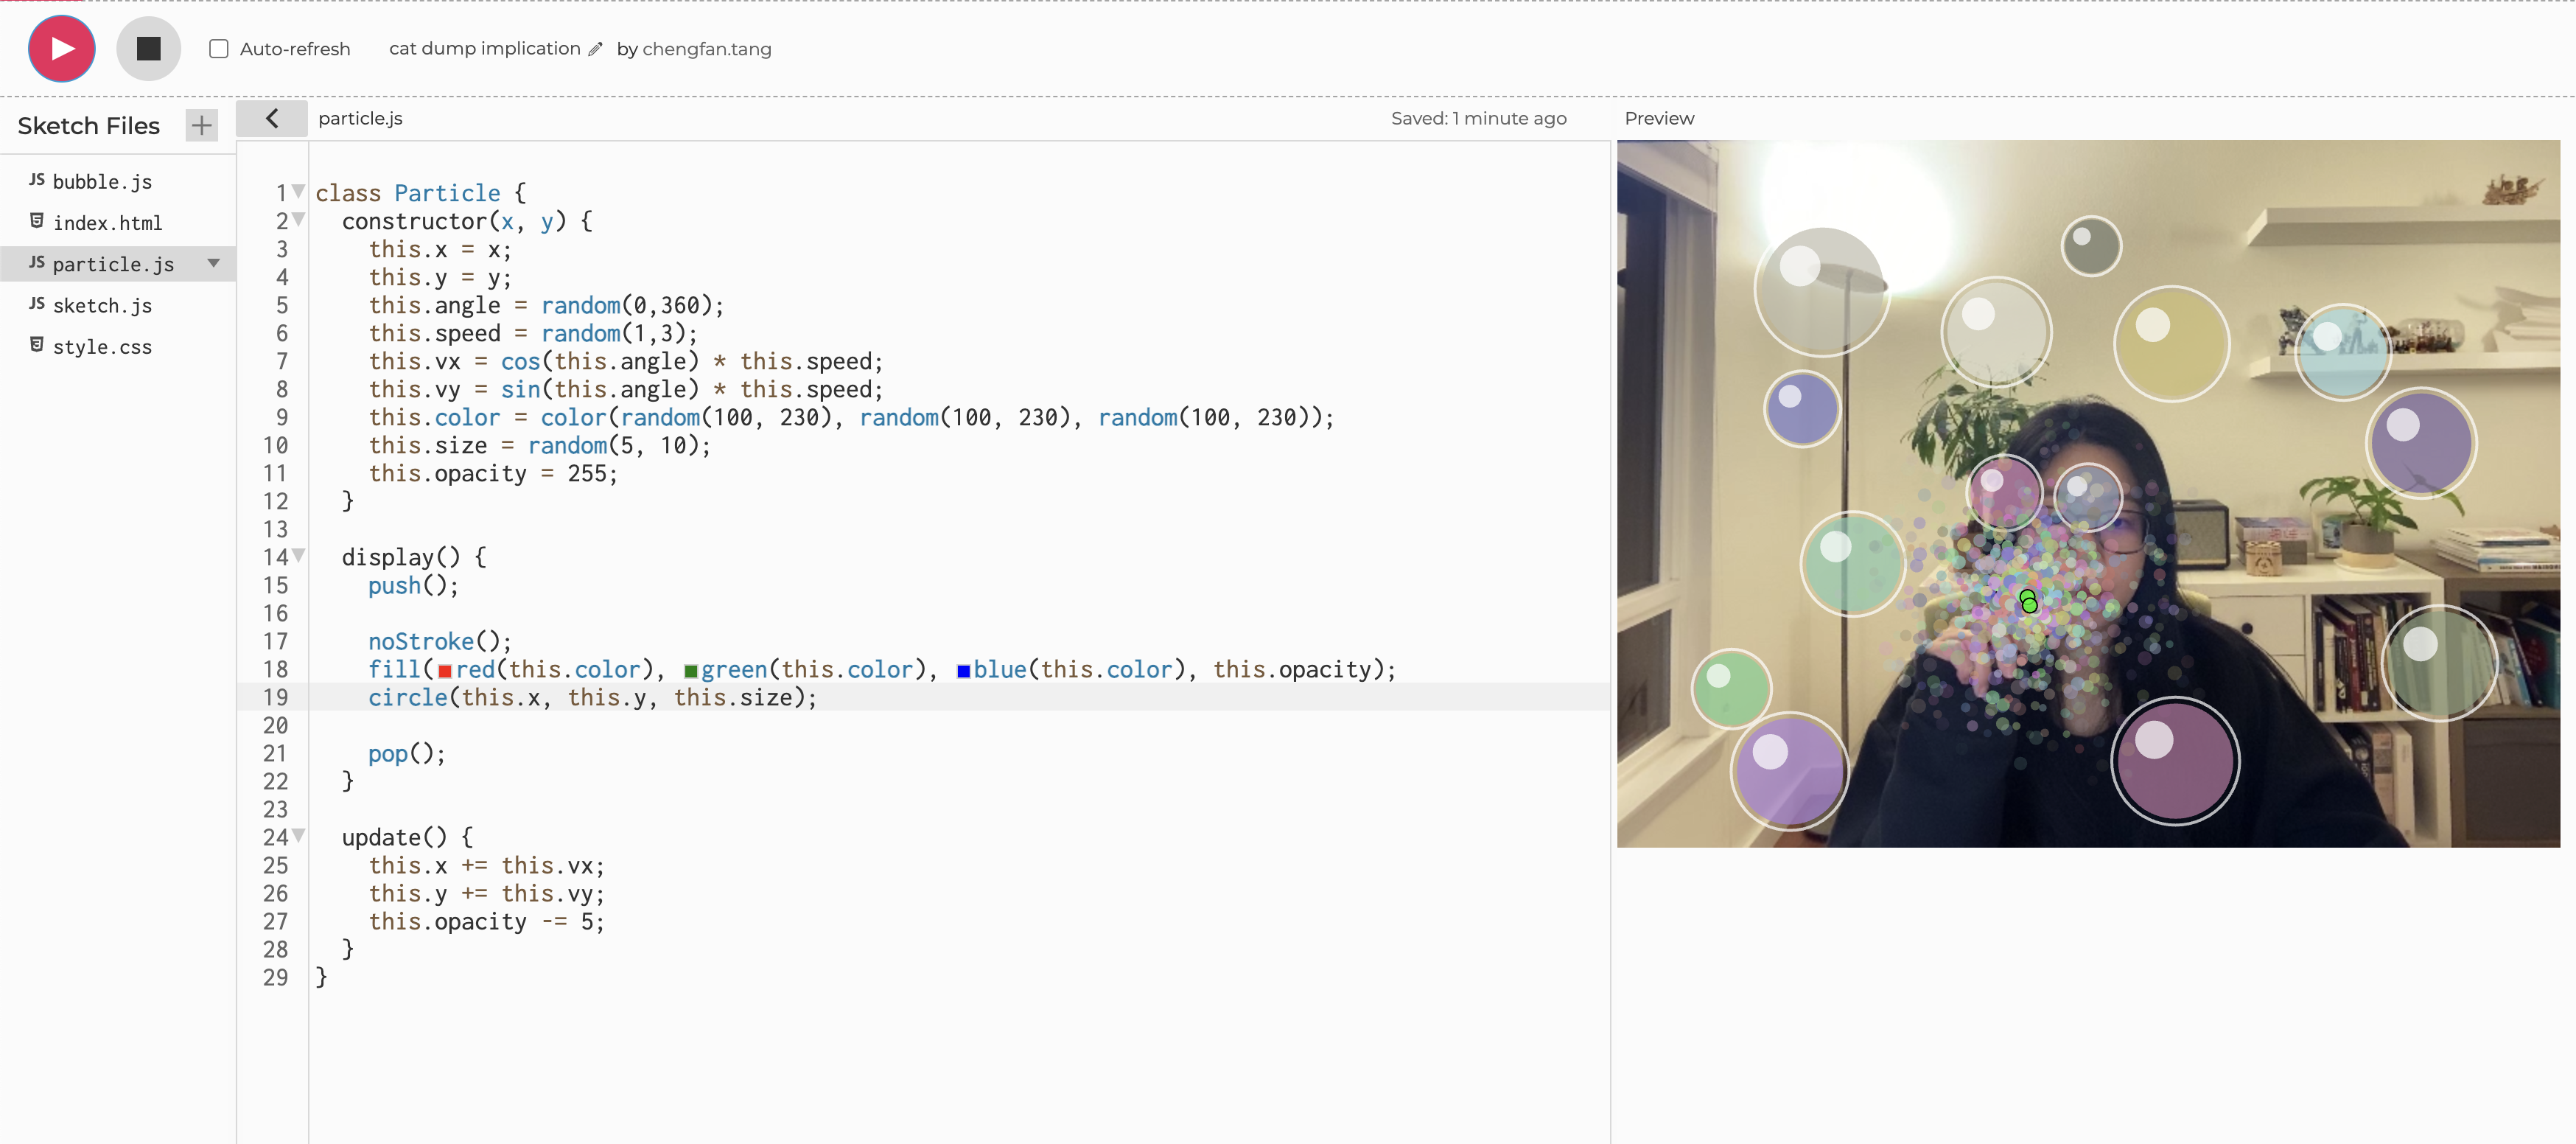 Auto-refresh
cat dump implication
by chengfan.tang
Sketch Files
+
particle.js
Saved: 1 minute ago
Preview
JS bubble.js
index.html
JS particle.js
JS sketch.js
style.css
1 class Particle {
2 constructor(x, y) {
3 this.x = x;
4 this.y = y;
5 this.angle = random(0,360);
6 this.speed = random(1,3);
7 this.vx = cos(this.angle) * this.speed;
8 this.vy = sin(this.angle) * this.speed;
9 this.color = color(random(100, 230), random(100, 230), random(100, 230));
10 this.size = random(5, 10);
11 this.opacity = 255;
12 }
13
14 display() {
15 push();
16
17 noStroke();
18 fill(red(this.color), green(this.color), blue(this.color), this.opacity);
19 circle(this.x, this.y, this.size);
20
21 pop();
22 }
23
24 update() {
25 this.x += this.vx;
26 this.y += this.vy;
27 this.opacity -= 5;
28 }
29 }